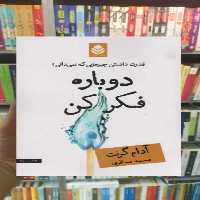 قدرت دانستن چیزهایی که نمی‌دانی!
دوباره
فکر کن
آدام گرنت